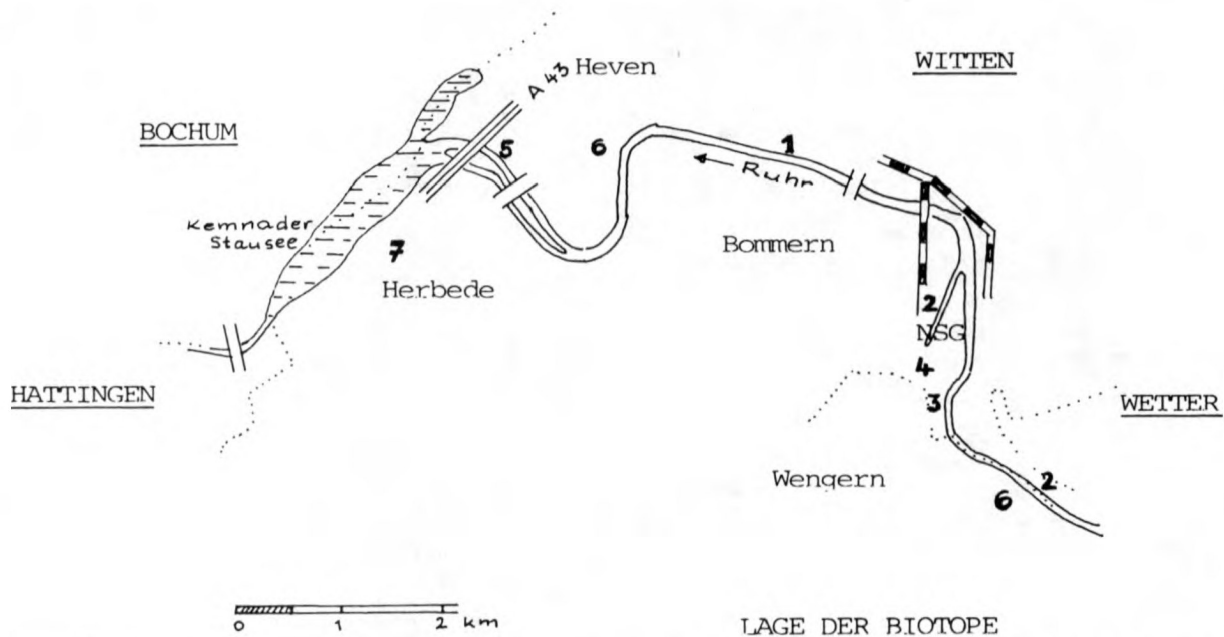 A 43 Heven
WITTEN
BOCHUM
5
6
1
← Ruhr
Kemnader
Stausee
7
Bommern
Herbede
2
NSG
4
HATTINGEN
3
WETTER
Wengern
2
6
0 1 2 km
LAGE DER BIOTOPE